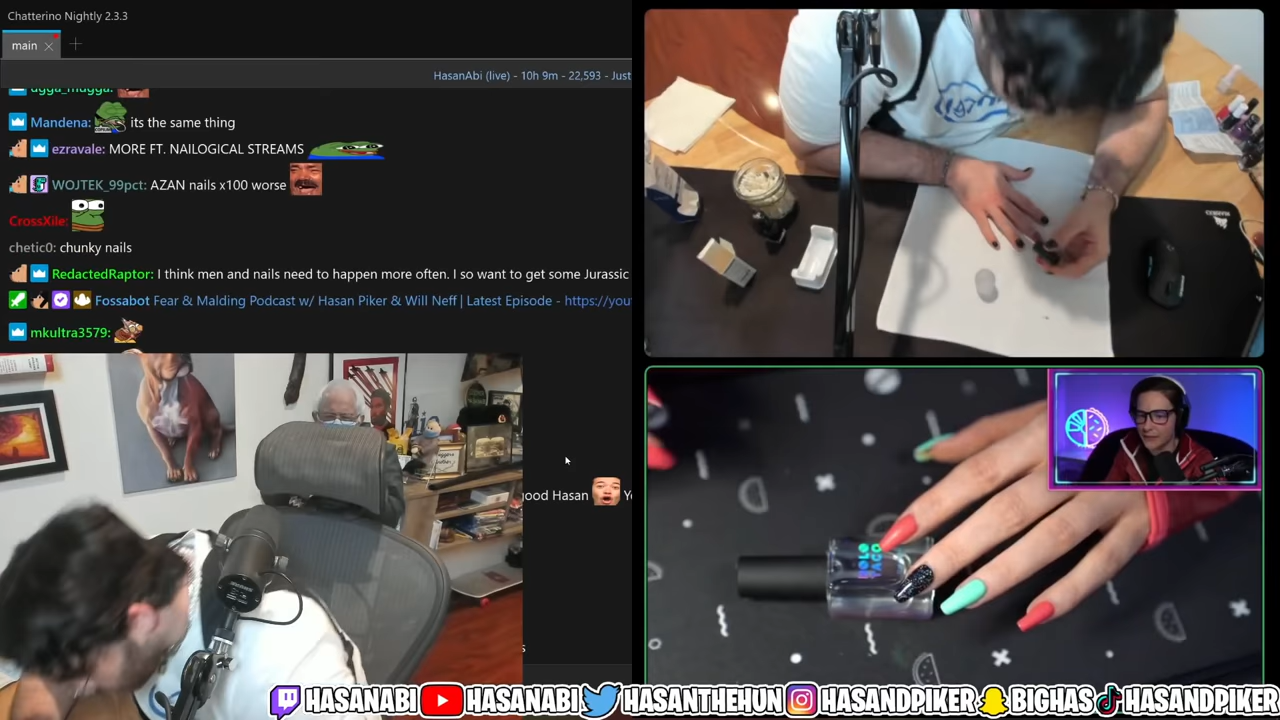 Chatterino Nightly 2.3.3
main
HasanAbi (live) - 10h 9m - 22,593 - Just
ugga_mugga:
Mandena: its the same thing
ezravale: MORE FT. NAILOGICAL STREAMS
WOJTEK_99pct: AZAN nails x100 worse
CrossXile:
chetic0: chunky nails
RedactedRaptor: I think men and nails need to happen more often. I so want to get some Jurassic
Fossabot Fear & Malding Podcast w/ Hasan Piker & Will Neff | Latest Episode - https://you
mkultra3579:
good Hasan
HOLO TACO
HASANABI HASANABI HASANTHEHUN HASANDPIKER BIGHAS HASANDPIKER